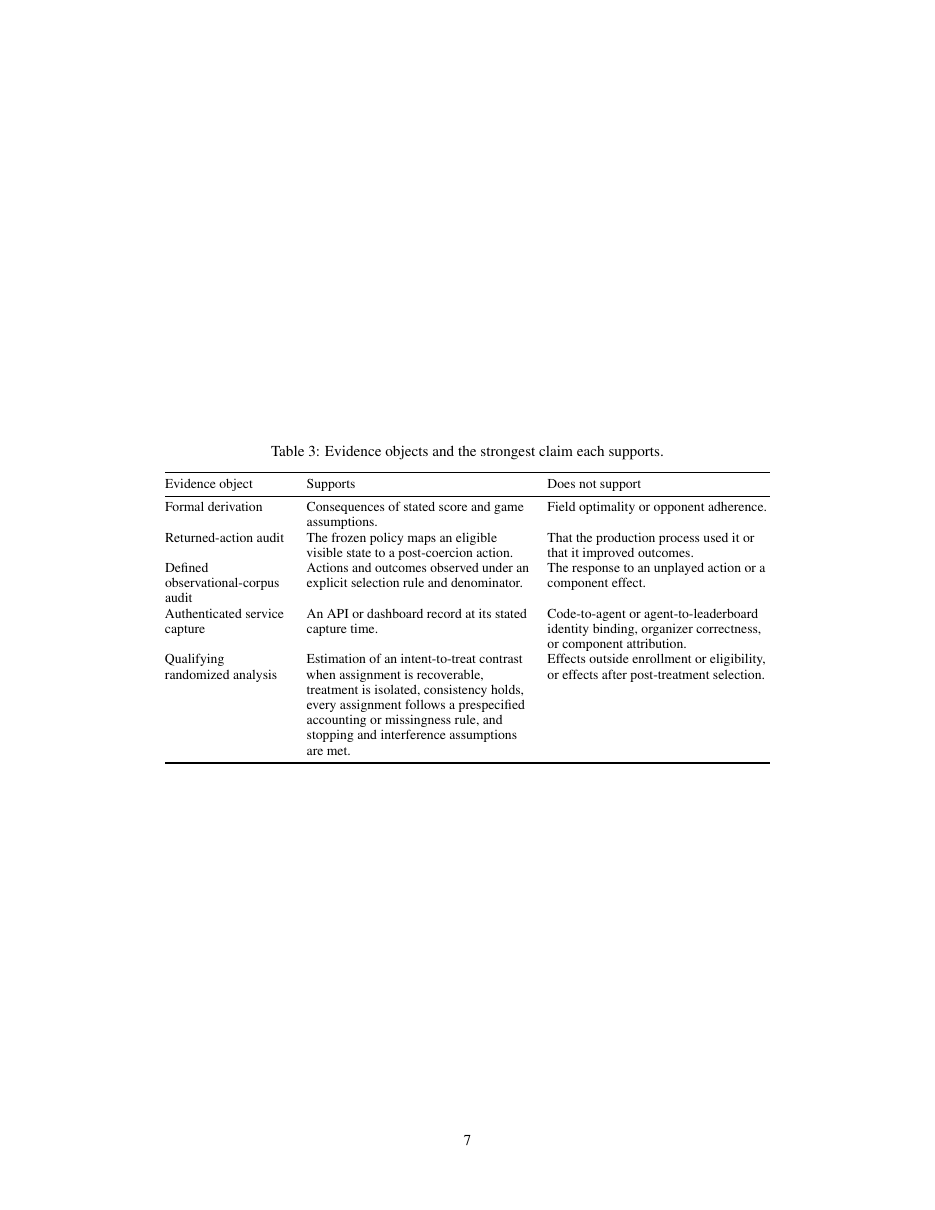 Table 3: Evidence objects and the strongest claim each supports.
Evidence object Supports Does not support
Formal derivation Consequences of stated score and game Field optimality or opponent adherence.
assumptions.
Returned-action audit The frozen policy maps an eligible That the production process used it or
visible state to a post-coercion action. that it improved outcomes.
Defined Actions and outcomes observed under an The response to an unplayed action or a
observational-corpus explicit selection rule and denominator. component effect.
audit
Authenticated service An API or dashboard record at its stated Code-to-agent or agent-to-leaderboard
capture capture time. identity binding, organizer correctness,
or component attribution.
Qualifying Estimation of an intent-to-treat contrast Effects outside enrollment or eligibility,
randomized analysis when assignment is recoverable, or effects after post-treatment selection.
treatment is isolated, consistency holds,
every assignment follows a prespecified
accounting or missingness rule, and
stopping and interference assumptions
are met.
7